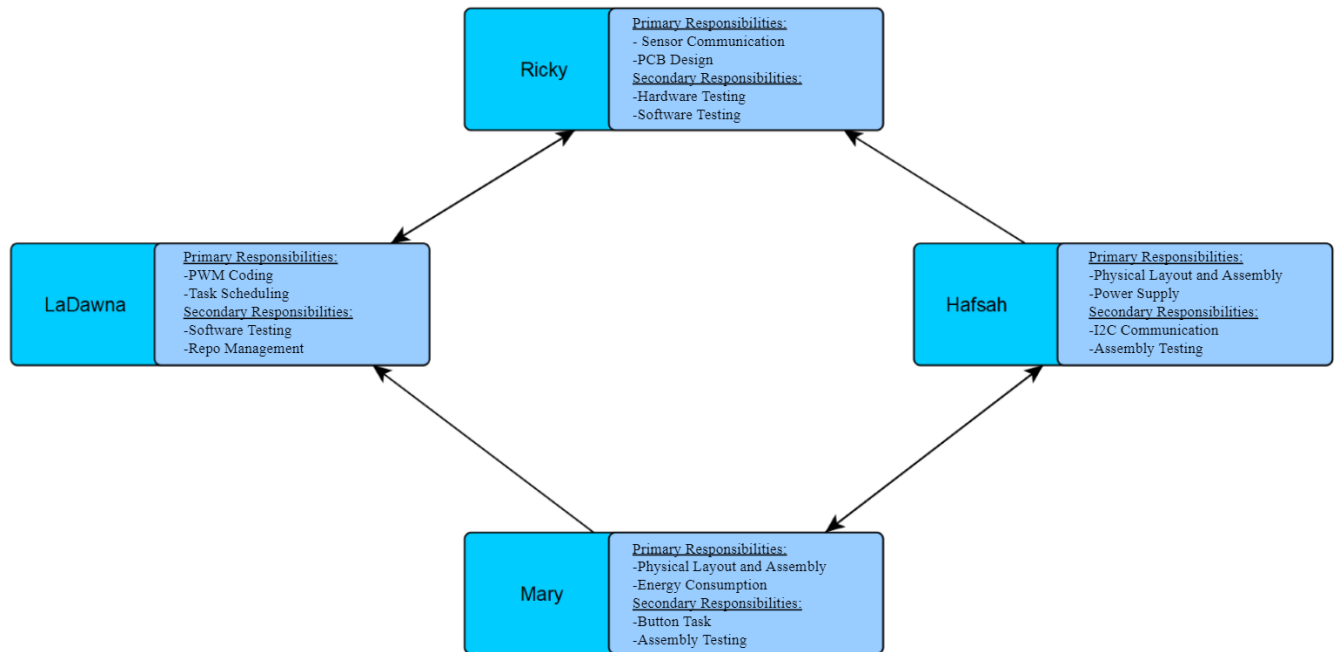 Ricky
Primary Responsibilities:
- Sensor Communication
-PCB Design
Secondary Responsibilities:
-Hardware Testing
-Software Testing
LaDawna
Primary Responsibilities:
-PWM Coding
-Task Scheduling
Secondary Responsibilities:
-Software Testing
-Repo Management
Hafsah
Primary Responsibilities:
-Physical Layout and Assembly
-Power Supply
Secondary Responsibilities:
-I2C Communication
-Assembly Testing
Mary
Primary Responsibilities:
-Physical Layout and Assembly
-Energy Consumption
Secondary Responsibilities:
-Button Task
-Assembly Testing